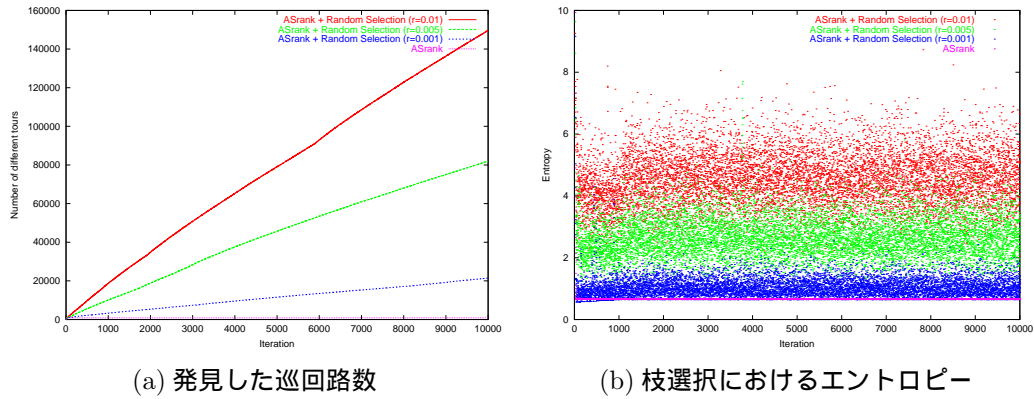 ASrank + Random Selection (r=0.01)
ASrank + Random Selection (r=0.005)
ASrank + Random Selection (r=0.001)
ASrank
160000
140000
120000
100000
80000
60000
40000
20000
0
Number of different tours
0 1000 2000 3000 4000 5000 6000 7000 8000 9000 10000
Iteration
(a) 発見した巡回路数
ASrank + Random Selection (r=0.01)
ASrank + Random Selection (r=0.005)
ASrank + Random Selection (r=0.001)
ASrank
10
8
6
4
2
0
Entropy
0 1000 2000 3000 4000 5000 6000 7000 8000 9000 10000
Iteration
(b) 枝選択におけるエントロピー